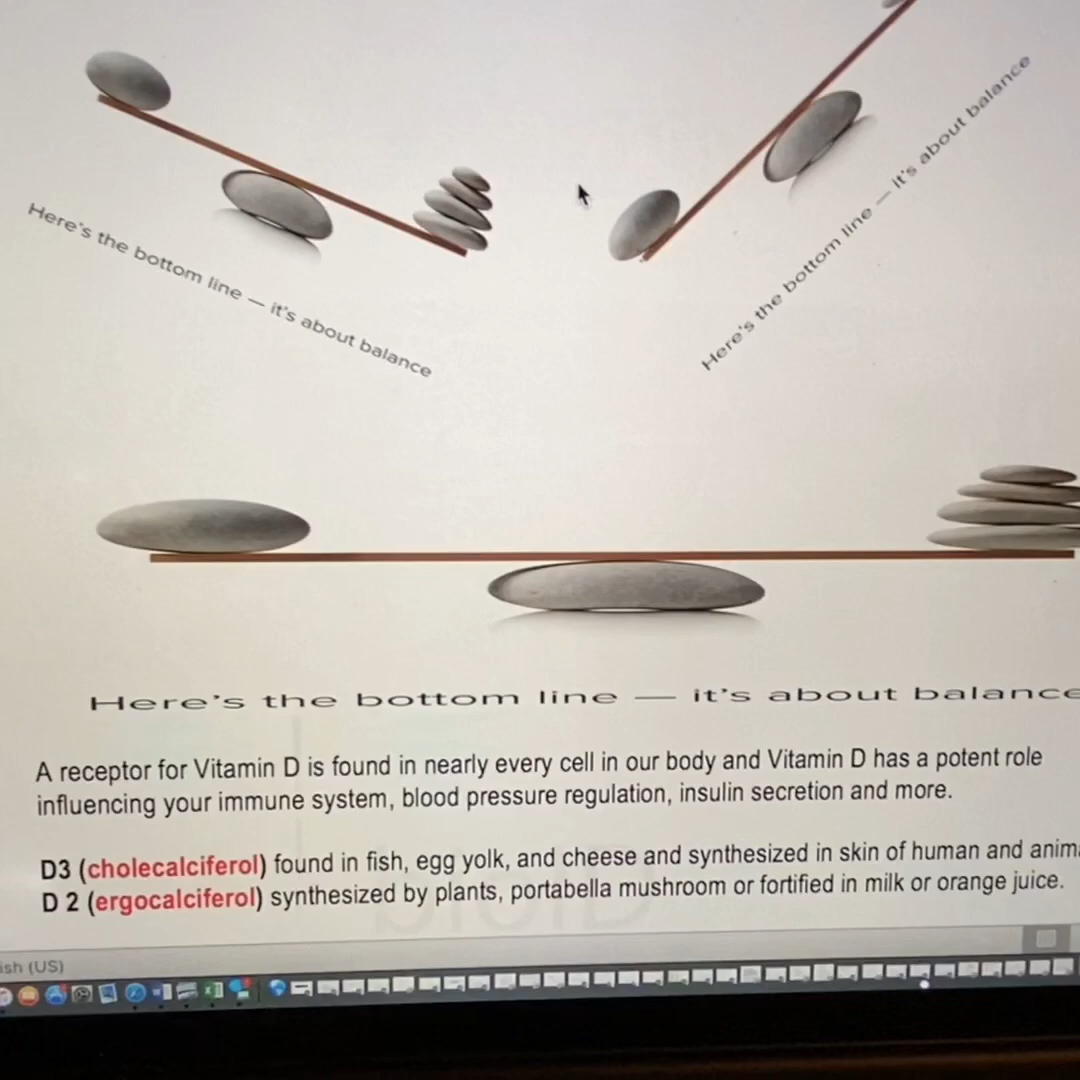 Here's the bottom line — it's about balance
Here's the bottom line — it's about balance
Here's the bottom line — it's about balance
A receptor for Vitamin D is found in nearly every cell in our body and Vitamin D has a potent role
influencing your immune system, blood pressure regulation, insulin secretion and more.
D3 (cholecalciferol) found in fish, egg yolk, and cheese and synthesized in skin of human and anim
D 2 (ergocalciferol) synthesized by plants, portabella mushroom or fortified in milk or orange juice.
ish (US)